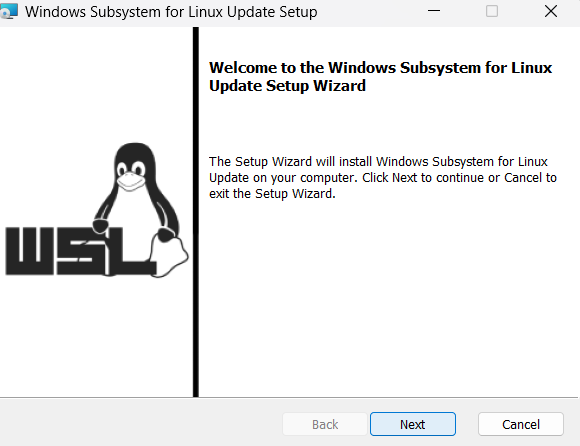 Windows Subsystem for Linux Update Setup
Welcome to the Windows Subsystem for Linux
Update Setup Wizard
The Setup Wizard will install Windows Subsystem for Linux
Update on your computer. Click Next to continue or Cancel to
exit the Setup Wizard.
WSL
Back
Next
Cancel